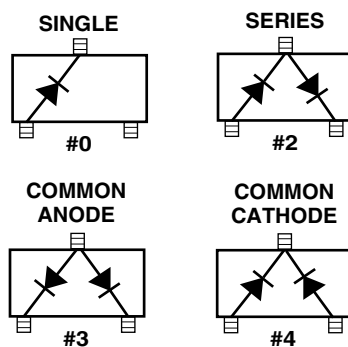 SINGLE
SERIES
#0
#2
COMMON
ANODE
COMMON
CATHODE
#3
#4